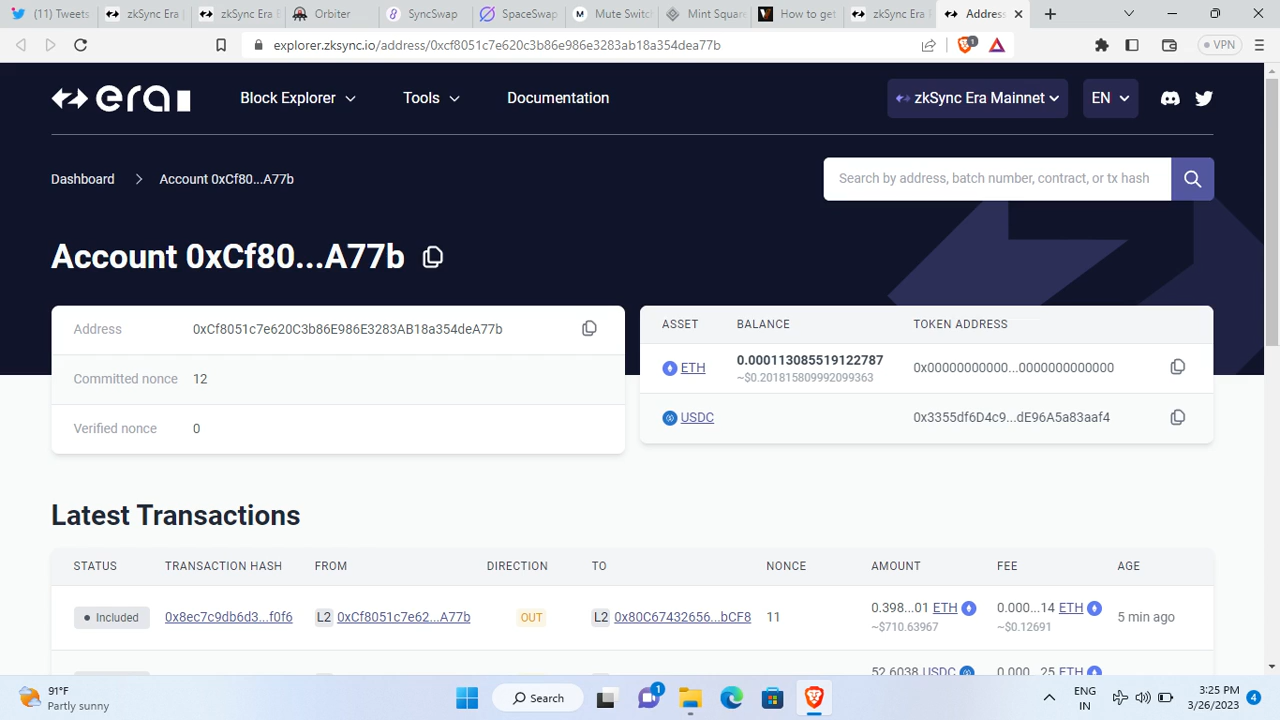 (11) Tweets
zkSync Era
zkSync Era E
Orbiter
SyncSwap
SpaceSwap
Mute Switch
Mint Square
How to get
zkSync Era
Address
explorer.zksync.io/address/0xcf8051c7e620c3b86e986e3283ab18a354dea77b
1
VPN
era
Block Explorer
Tools
Documentation
zkSync Era Mainnet
EN
Dashboard
Account 0xCf80...A77b
Search by address, batch number, contract, or tx hash
Account 0xCf80...A77b
Address 0xCf8051c7e620C3b86E986E3283AB18a354deA77b
Committed nonce 12
Verified nonce 0
ASSET BALANCE TOKEN ADDRESS
ETH 0.000113085519122787 0x00000000000...0000000000000
~$0.201815809992099363
USDC 0x3355df6D4c9...dE96A5a83aaf4
Latest Transactions
STATUS TRANSACTION HASH FROM DIRECTION TO NONCE AMOUNT FEE AGE
Included 0x8ec7c9db6d3...f0f6 L2 0xCf8051c7e62...A77b OUT L2 0x80C67432656...bCF8 11 0.398...01 ETH 0.000...14 ETH 5 min ago
~$710.63967 ~$0.12691
52.6038 USDC 0.000...25 ETH
91°F
Partly sunny
Search
1
ENG
IN
3:25 PM
3/26/2023
4